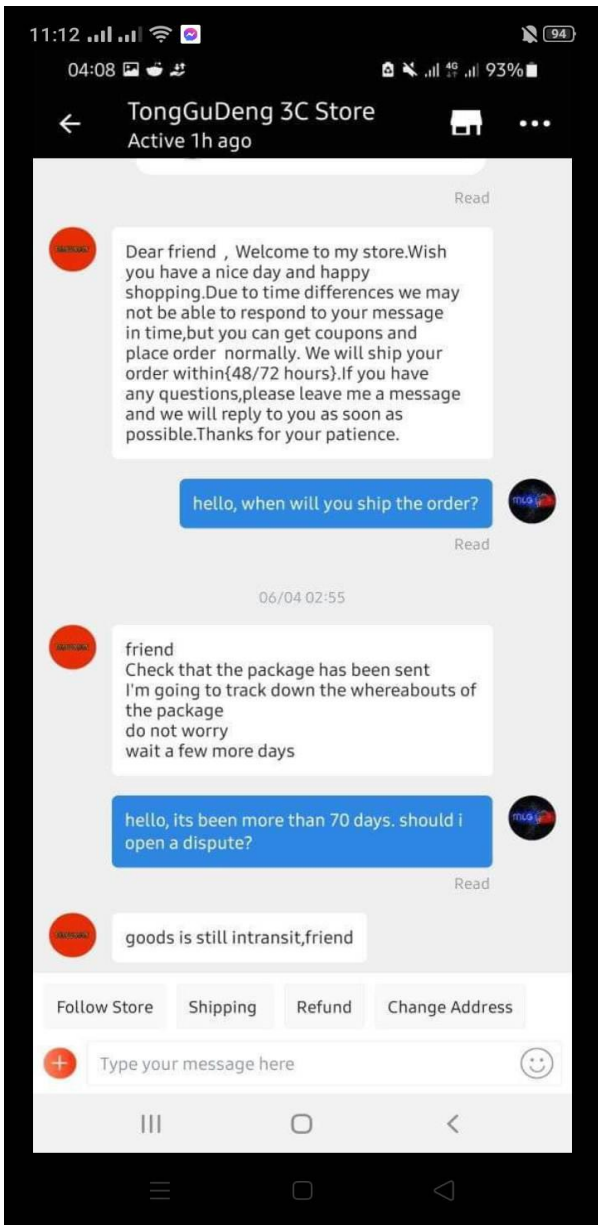 11:12
94
04:08
4G
93%
TongGuDeng 3C Store
Active 1h ago
Read
Dear friend , Welcome to my store.Wish
you have a nice day and happy
shopping.Due to time differences we may
not be able to respond to your message
in time,but you can get coupons and
place order normally. We will ship your
order within{48/72 hours}.If you have
any questions,please leave me a message
and we will reply to you as soon as
possible.Thanks for your patience.
hello, when will you ship the order?
Read
06/04 02:55
friend
Check that the package has been sent
I'm going to track down the whereabouts of
the package
do not worry
wait a few more days
hello, its been more than 70 days. should i
open a dispute?
Read
goods is still intransit,friend
Follow Store
Shipping
Refund
Change Address
Type your message here